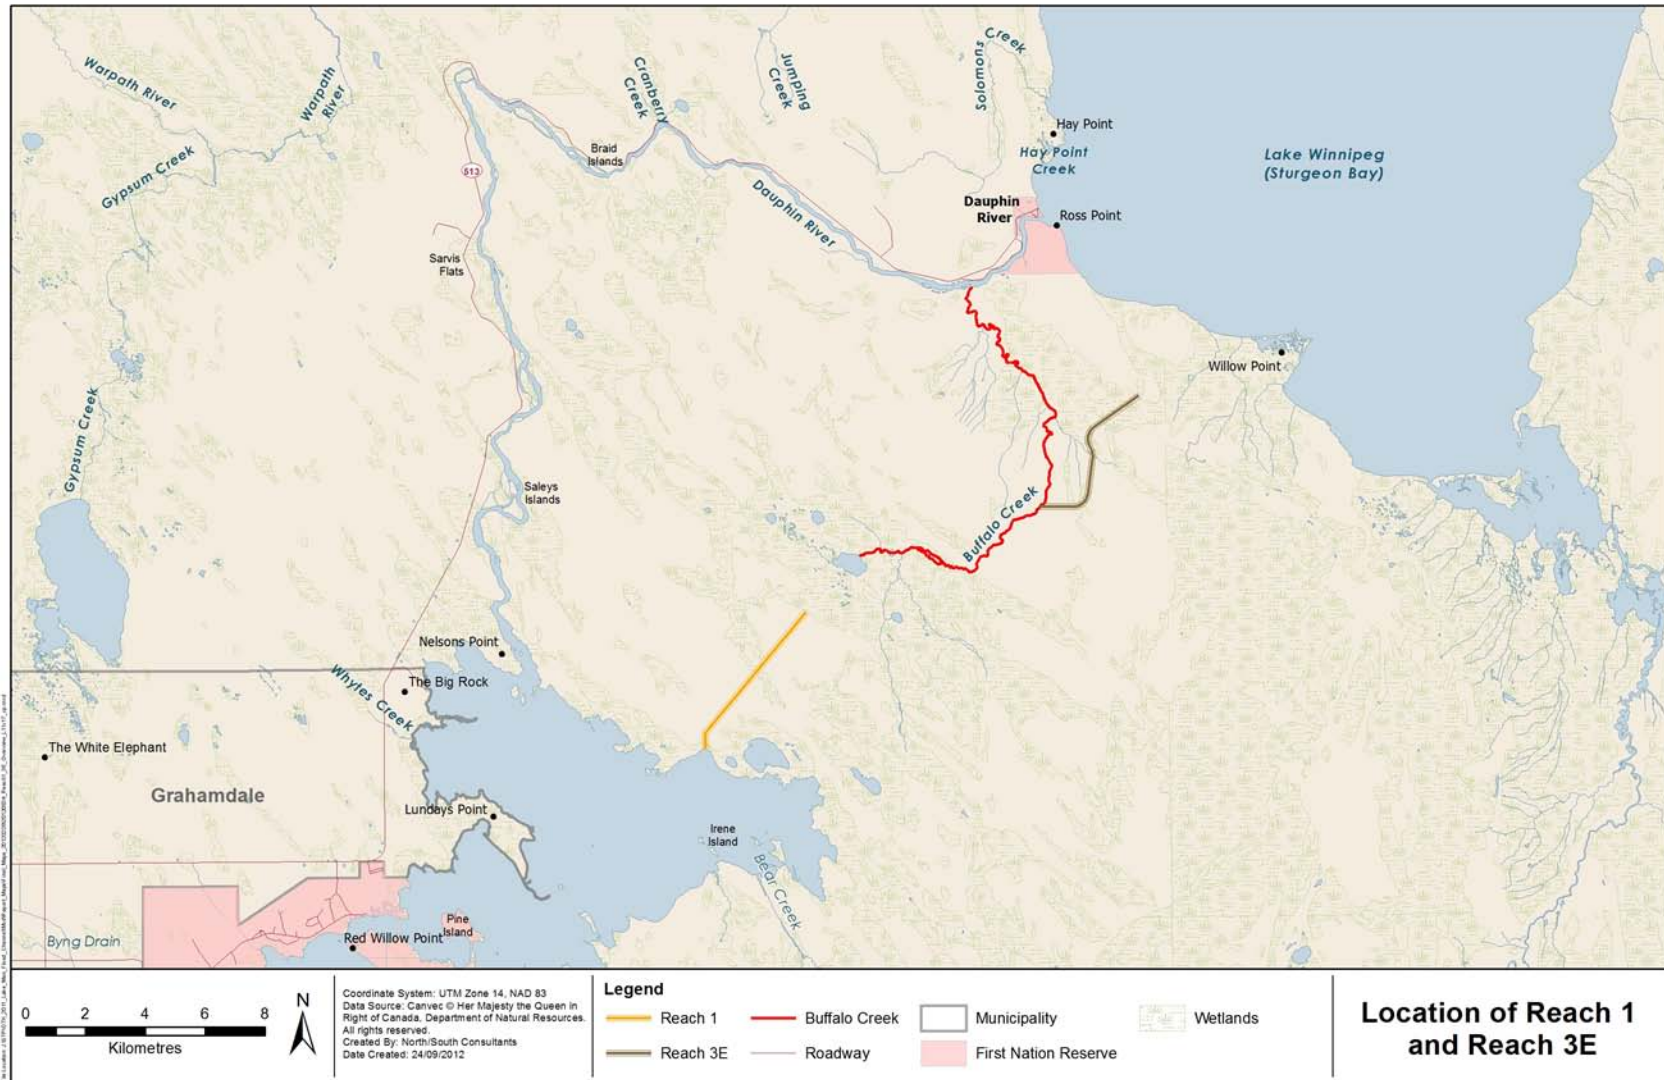 Warpath River
Warpath
River
Gypsum Creek
513
Cranberry
Creek
Braid
Islands
Jumping
Creek
Solomons Creek
Hay Point
Hay Point
Creek
Lake Winnipeg
(Sturgeon Bay)
Dauphin River
Dauphin
River
Ross Point
Sarvis
Flats
Willow Point
Gypsum Creek
Saleys
Islands
Buffalo Creek
Nelsons Point
The Big Rock
Whytes Creek
The White Elephant
Grahamdale
Lundays Point
Irene
Island
Bear Creek
Pine
Island
Red Willow Point
Byng Drain
0 2 4 6 8
Kilometres
N
Coordinate System: UTM Zone 14, NAD 83
Data Source: Canvec © Her Majesty the Queen in
Right of Canada, Department of Natural Resources.
All rights reserved.
Created By: North/South Consultants
Date Created: 24/09/2012
Legend
Reach 1
Buffalo Creek
Municipality
Wetlands
Reach 3E
Roadway
First Nation Reserve
Location of Reach 1
and Reach 3E